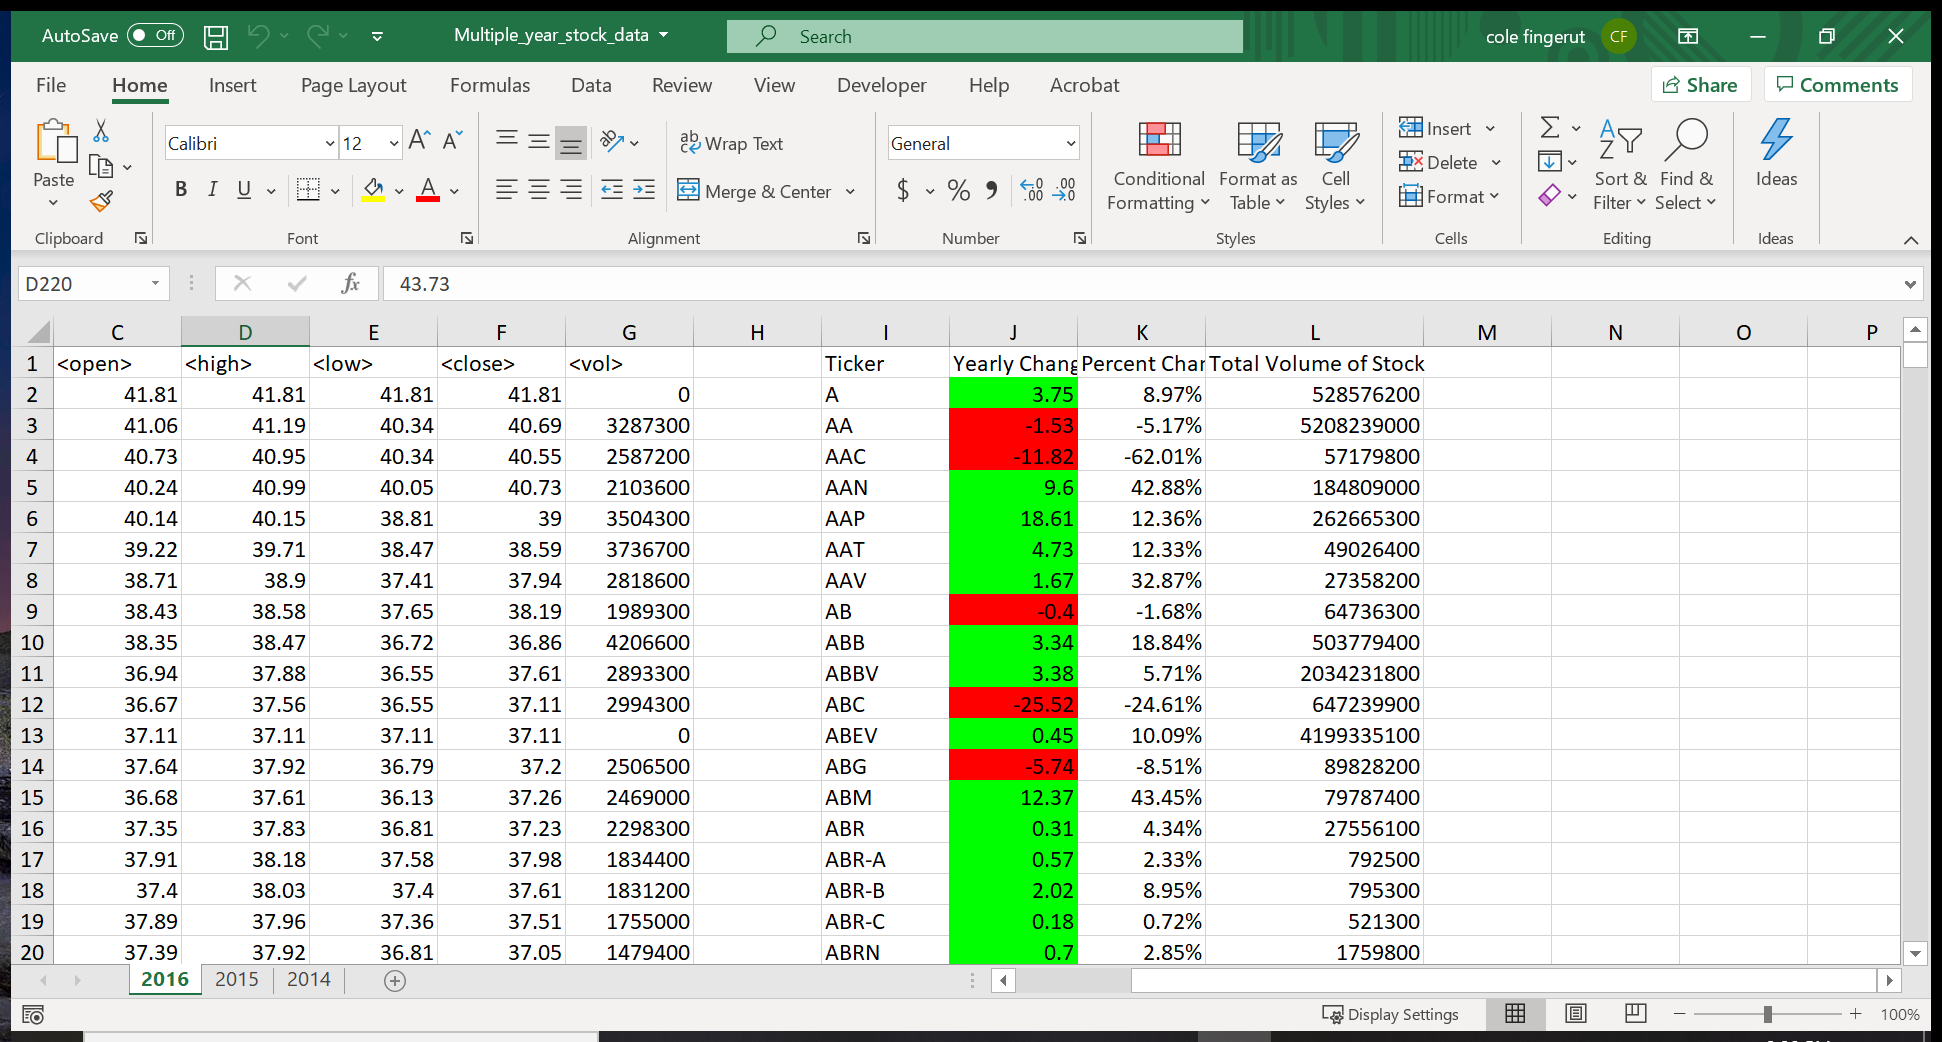 AutoSave Off Multiple_year_stock_data Search cole fingerut CF
File Home Insert Page Layout Formulas Data Review View Developer Help Acrobat Share Comments
Paste Calibri 12 Wrap Text General Conditional Formatting Format as Table Cell Styles Insert Sort & Filter Find & Select Ideas
B I U A Merge & Center $ % Delete
Format
Clipboard Font Alignment Number Styles Cells Editing Ideas
D220 fx 43.73
C D E F G H I J K L M N O P
1 <open> <high> <low> <close> <vol> Ticker Yearly Chang Percent Char Total Volume of Stock
2 41.81 41.81 41.81 41.81 0 A 3.75 8.97% 528576200
3 41.06 41.19 40.34 40.69 3287300 AA -1.53 -5.17% 5208239000
4 40.73 40.95 40.34 40.55 2587200 AAC -11.82 -62.01% 57179800
5 40.24 40.99 40.05 40.73 2103600 AAN 9.6 42.88% 184809000
6 40.14 40.15 38.81 39 3504300 AAP 18.61 12.36% 262665300
7 39.22 39.71 38.47 38.59 3736700 AAT 4.73 12.33% 49026400
8 38.71 38.9 37.41 37.94 2818600 AAV 1.67 32.87% 27358200
9 38.43 38.58 37.65 38.19 1989300 AB -0.4 -1.68% 64736300
10 38.35 38.47 36.72 36.86 4206600 ABB 3.34 18.84% 503779400
11 36.94 37.88 36.55 37.61 2893300 ABBV 3.38 5.71% 2034231800
12 36.67 37.56 36.55 37.11 2994300 ABC -25.52 -24.61% 647239900
13 37.11 37.11 37.11 37.11 0 ABEV 0.45 10.09% 4199335100
14 37.64 37.92 36.79 37.2 2506500 ABG -5.74 -8.51% 89828200
15 36.68 37.61 36.13 37.26 2469000 ABM 12.37 43.45% 79787400
16 37.35 37.83 36.81 37.23 2298300 ABR 0.31 4.34% 27556100
17 37.91 38.18 37.58 37.98 1834400 ABR-A 0.57 2.33% 792500
18 37.4 38.03 37.4 37.61 1831200 ABR-B 2.02 8.95% 795300
19 37.89 37.96 37.36 37.51 1755000 ABR-C 0.18 0.72% 521300
20 37.39 37.92 36.81 37.05 1479400 ABRN 0.7 2.85% 1759800
2016 2015 2014
Display Settings 100%